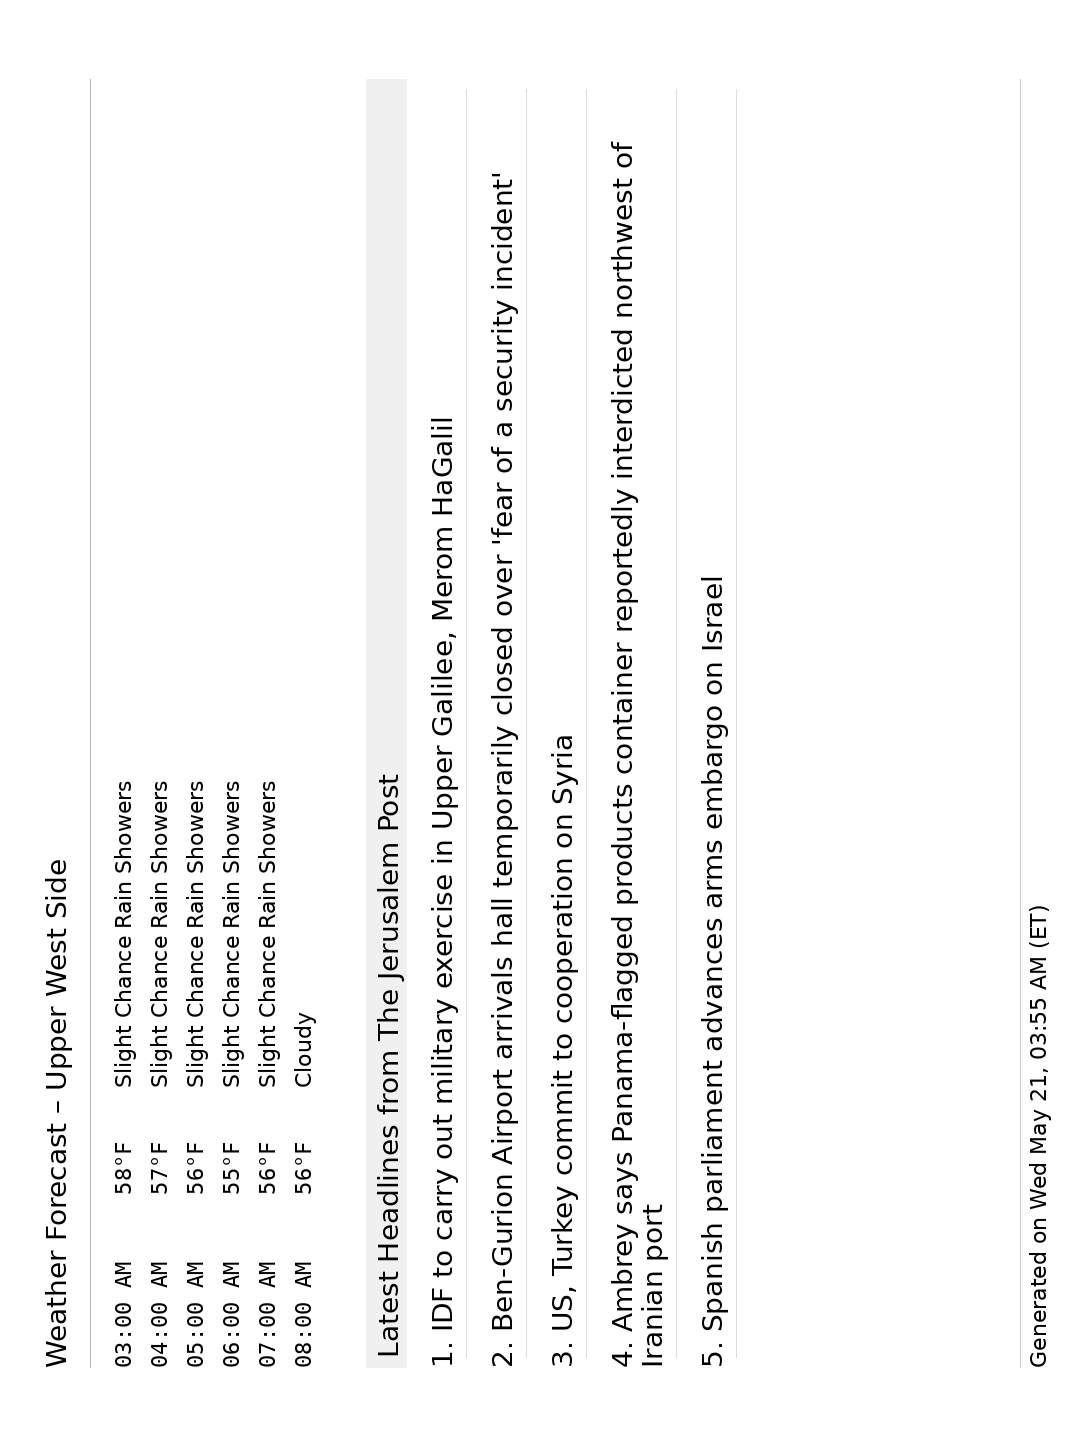 Weather Forecast – Upper West Side
03:00 AM 58°F Slight Chance Rain Showers
04:00 AM 57°F Slight Chance Rain Showers
05:00 AM 56°F Slight Chance Rain Showers
06:00 AM 55°F Slight Chance Rain Showers
07:00 AM 56°F Slight Chance Rain Showers
08:00 AM 56°F Cloudy
Latest Headlines from The Jerusalem Post
1. IDF to carry out military exercise in Upper Galilee, Merom HaGalil
2. Ben-Gurion Airport arrivals hall temporarily closed over 'fear of a security incident'
3. US, Turkey commit to cooperation on Syria
4. Ambrey says Panama-flagged products container reportedly interdicted northwest of
Iranian port
5. Spanish parliament advances arms embargo on Israel
Generated on Wed May 21, 03:55 AM (ET)